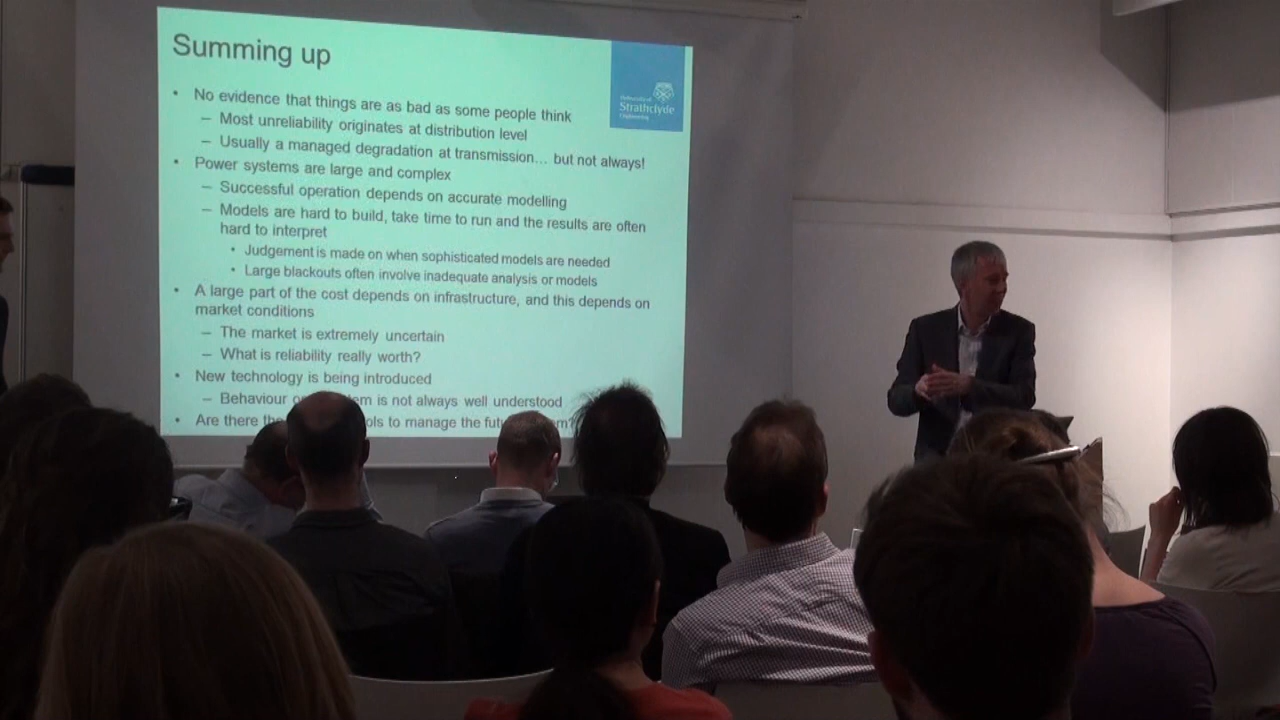 Summing up
University of
Strathclyde
Engineering
• No evidence that things are as bad as some people think
– Most unreliability originates at distribution level
– Usually a managed degradation at transmission… but not always!
• Power systems are large and complex
– Successful operation depends on accurate modelling
– Models are hard to build, take time to run and the results are often
hard to interpret
• Judgement is made on when sophisticated models are needed
• Large blackouts often involve inadequate analysis or models
• A large part of the cost depends on infrastructure, and this depends on
market conditions
– The market is extremely uncertain
– What is reliability really worth?
• New technology is being introduced
– Behaviour is not always well understood
• Are there to manage the